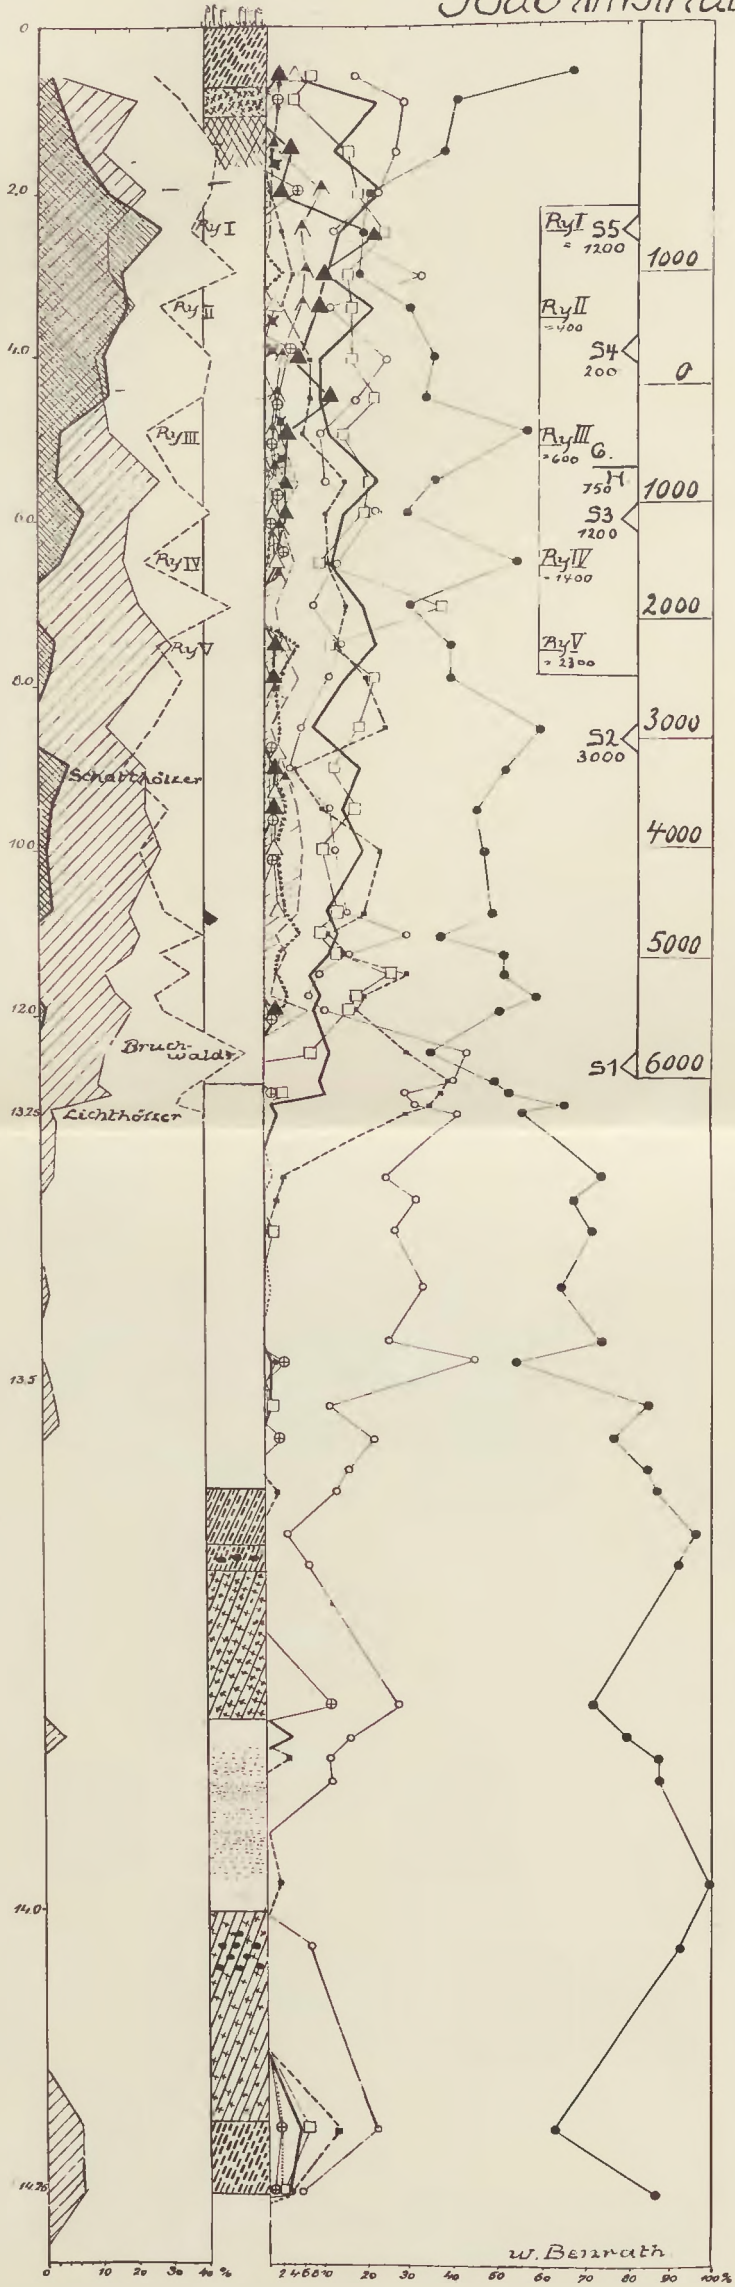 0
2,0
4.0
6.0
8.0
10.0
12.0
13.25
13.5
14.0
14.75
Ry I
Ry II
Ry III
Ry IV
Ry V
Schatthölzer
Bruch-
waldr
Lichthölzer
Ry I S5
= 1200
1000
Ry II
=400
S4
200
0
Ry III G.
=600
H.
750
1000
S3
1200
Ry IV
=1400
2000
Ry V
= 2300
3000
S2
3000
4000
5000
S1 6000
W. Benrath
0 10 20 30 40 % 2 4 6 8 10 20 30 40 50 60 70 80 90 100%